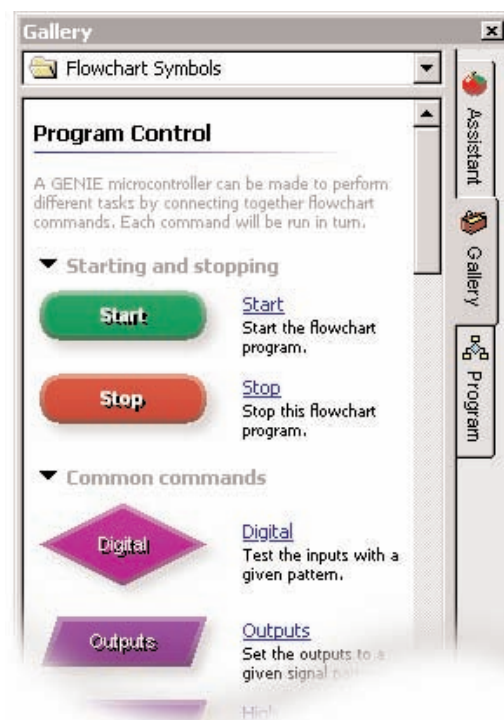 Gallery
Flowchart Symbols
Program Control
A GENIE microcontroller can be made to perform
different tasks by connecting together flowchart
commands. Each command will be run in turn.
Starting and stopping
Start
Start
Start the flowchart
program.
Stop
Stop
Stop this flowchart
program.
Common commands
Digital
Digital
Test the inputs with a
given pattern.
Outputs
Outputs
Set the outputs to a
given signal
High
Assistant
Gallery
Program